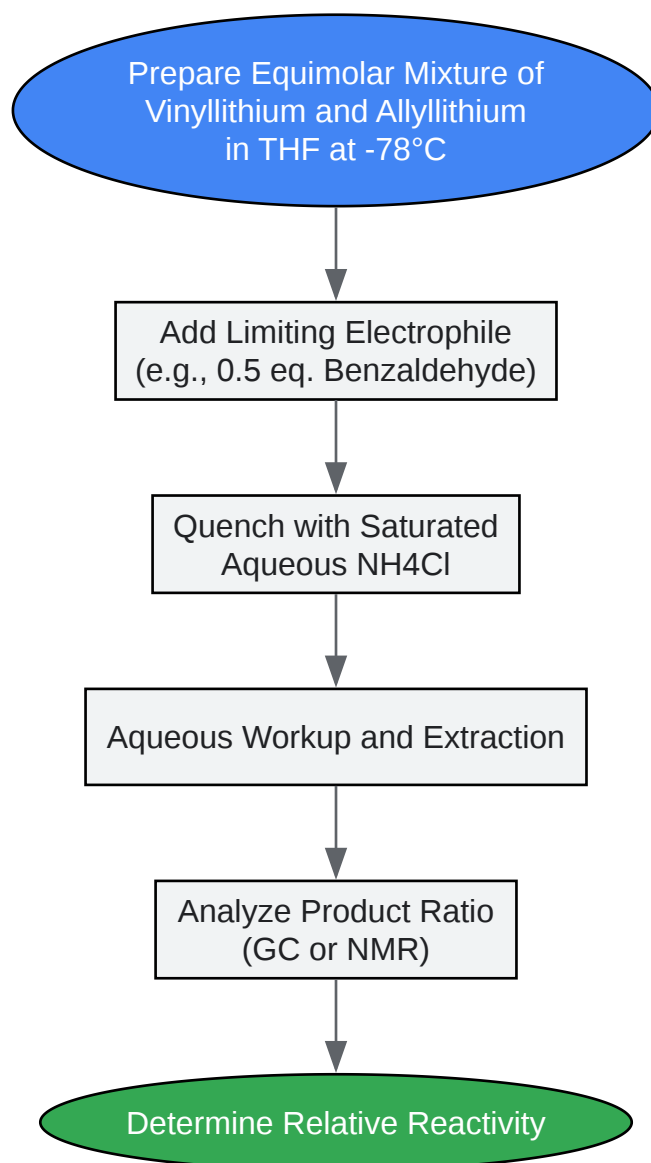 Prepare Equimolar Mixture of
Vinyllithium and Allyllithium
in THF at -78°C
Add Limiting Electrophile
(e.g., 0.5 eq. Benzaldehyde)
Quench with Saturated
Aqueous NH4Cl
Aqueous Workup and Extraction
Analyze Product Ratio
(GC or NMR)
Determine Relative Reactivity